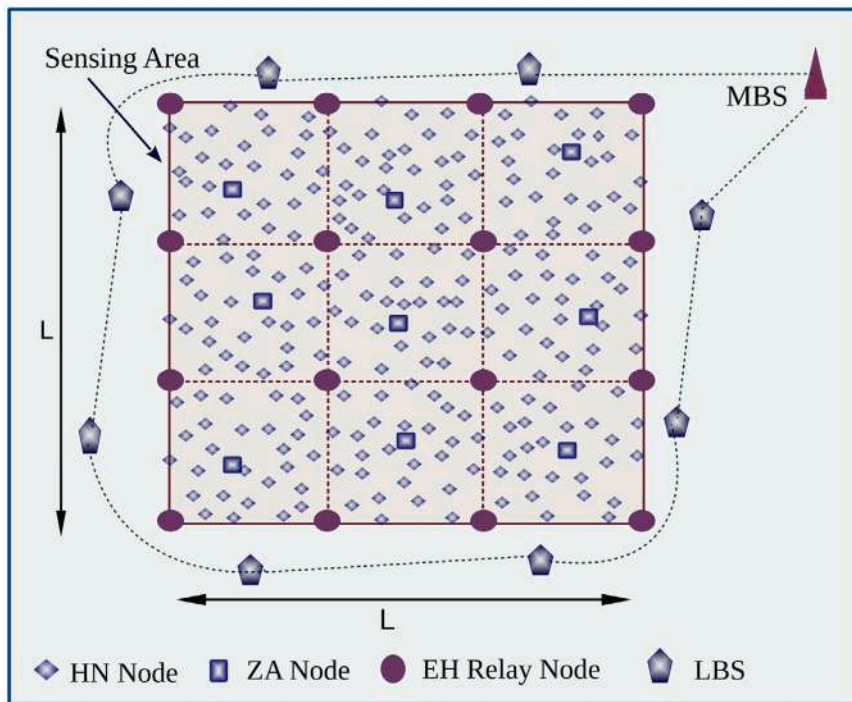 Sensing Area
MBS
L
L
HN Node
ZA Node
EH Relay Node
LBS